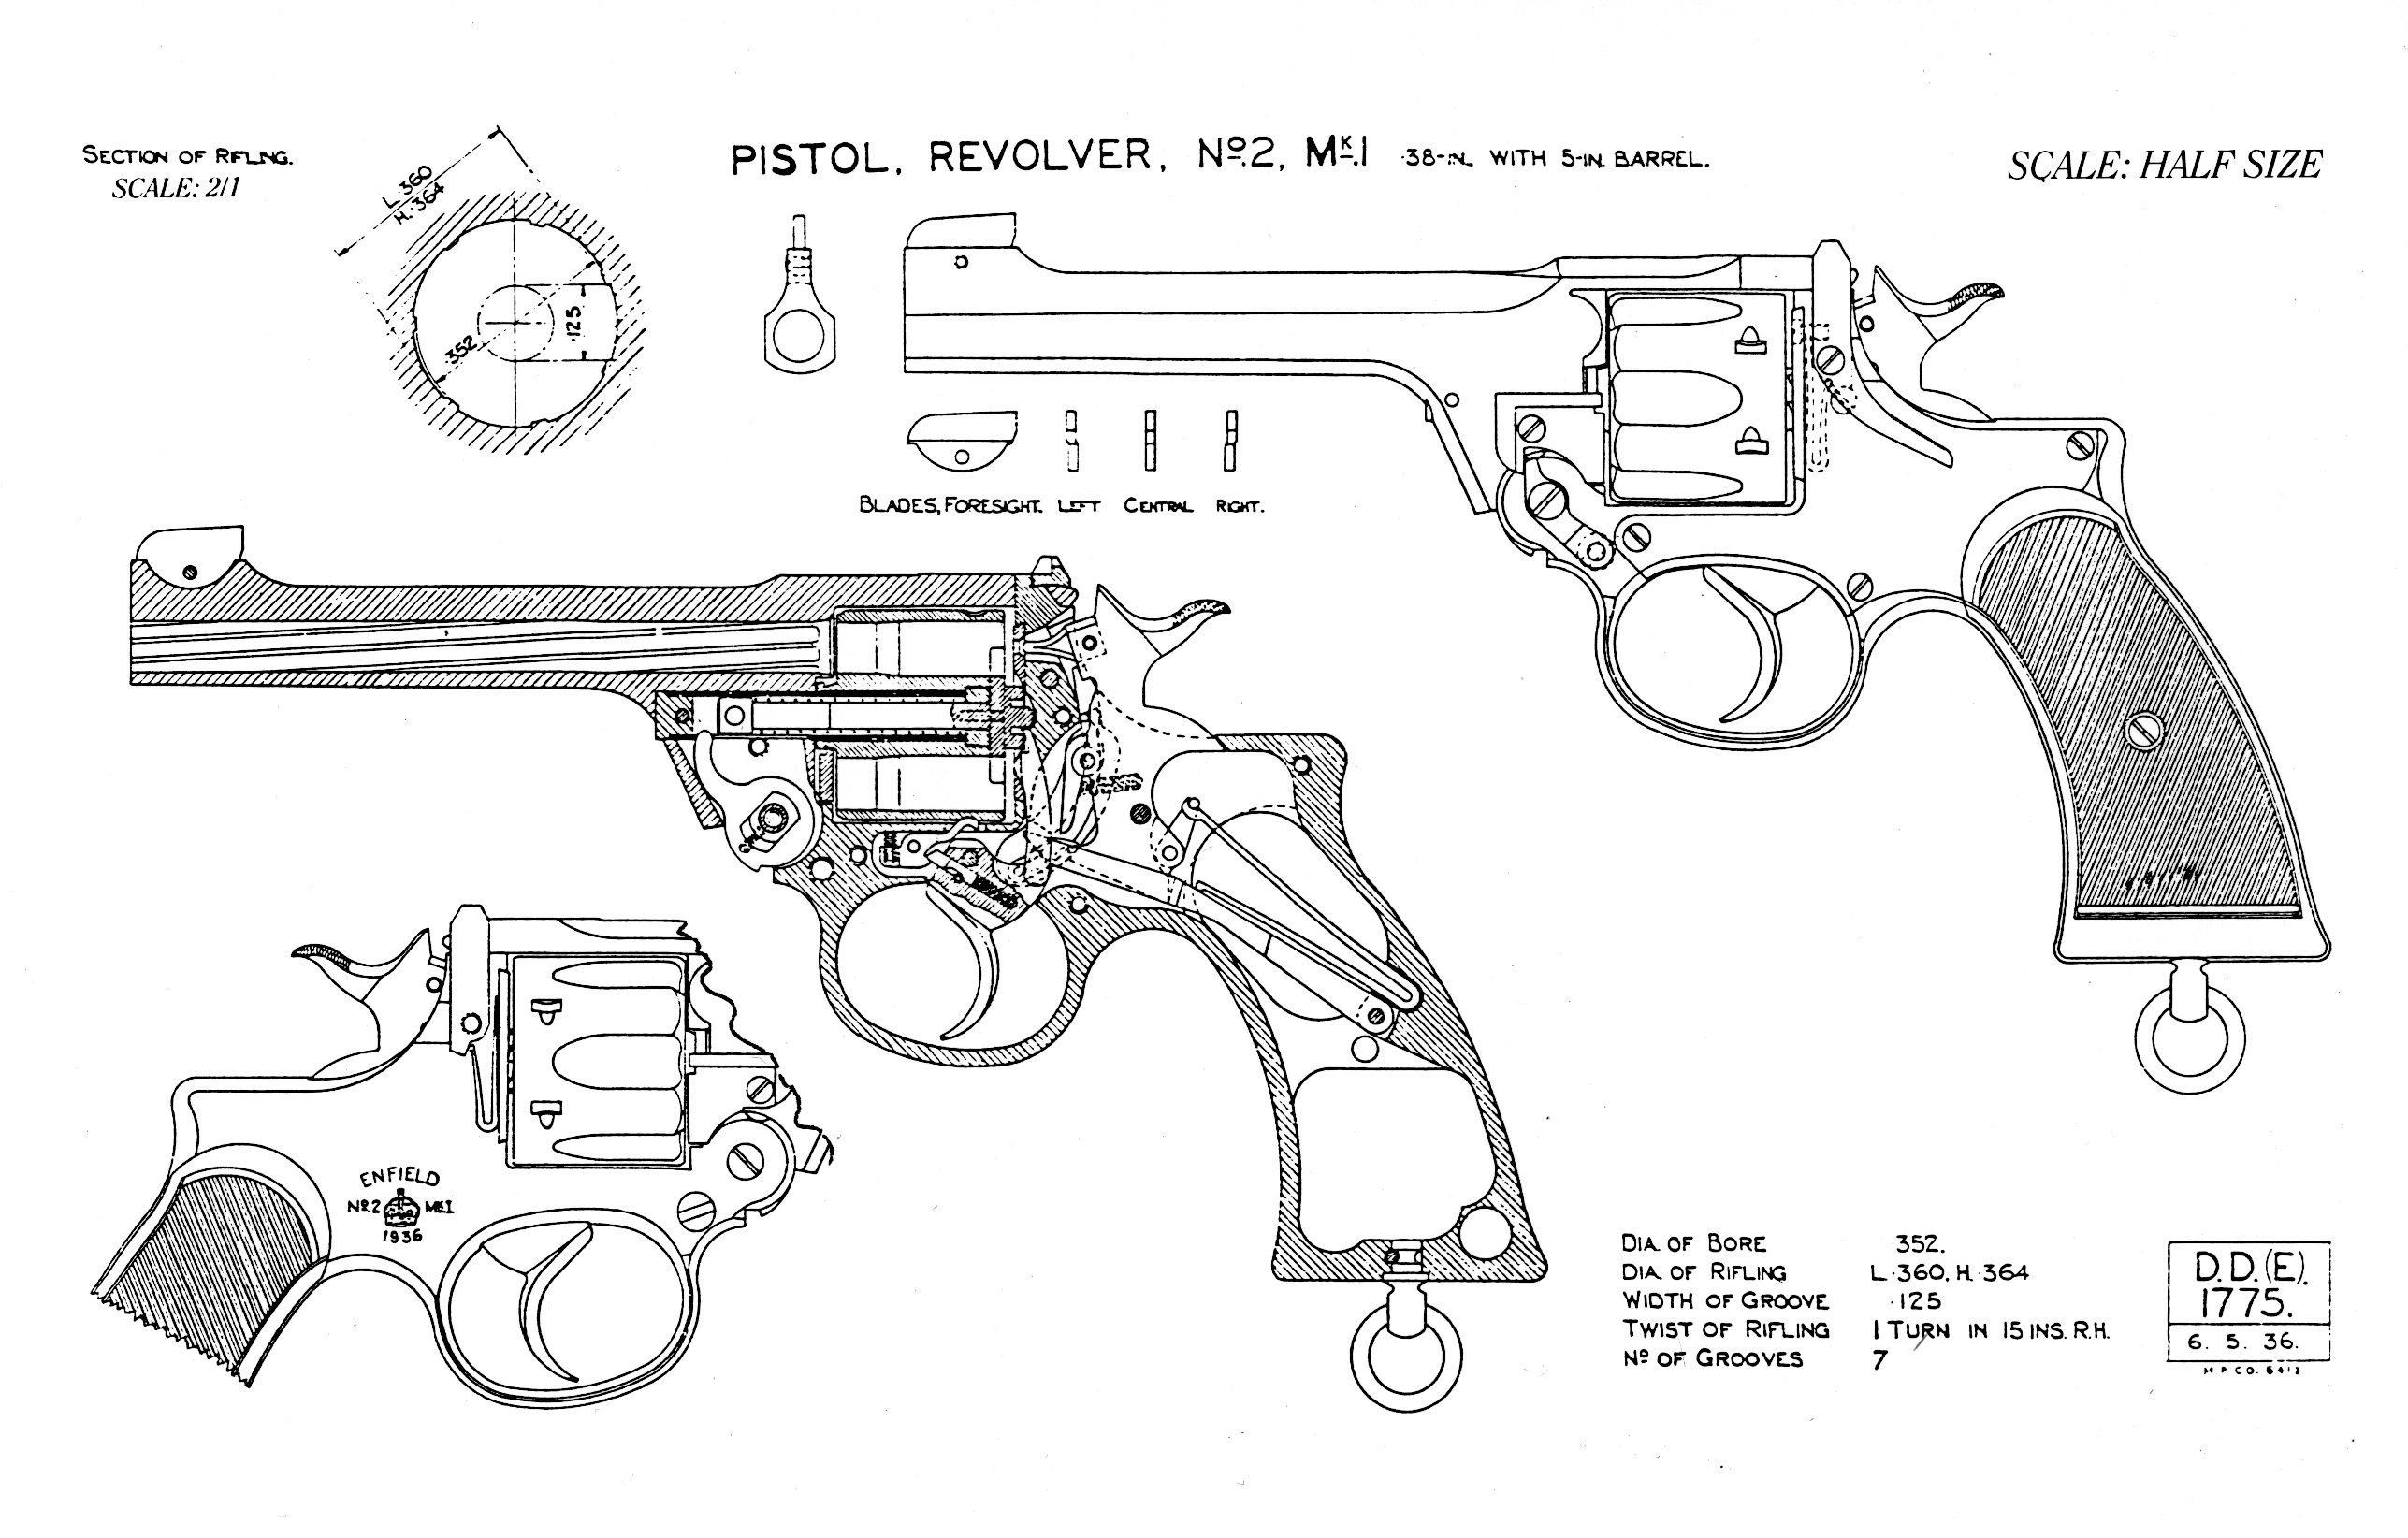 SECTION OF RIFLNG.
SCALE: 2/1
L.·360
H.·364
·352
·125
PISTOL, REVOLVER, Nº2, MK.I ·38-IN. WITH 5-IN. BARREL.
SCALE: HALF SIZE
BLADES, FORESIGHT. LEFT CENTRAL RIGHT.
ENFIELD
Nº2 MKI
1936
DIA. OF BORE 352.
DIA. OF RIFLING L·360, H.·364
WIDTH OF GROOVE ·125
TWIST OF RIFLING 1 TURN IN 15 INS. R.H.
Nº OF GROOVES 7
D.D.(E).
1775.
6. 5. 36.
M P CO. 6412